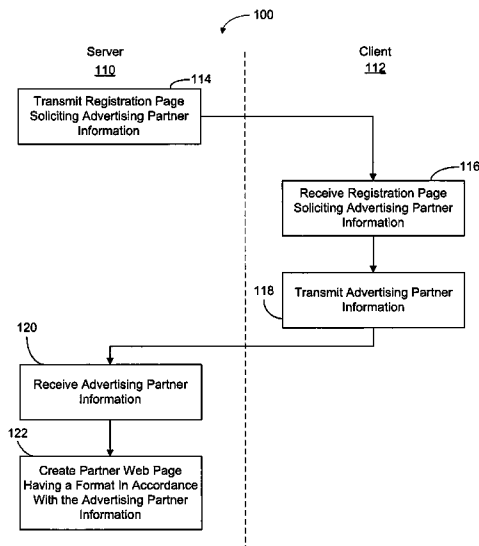 100
Server
110
Client
112
114
Transmit Registration Page
Soliciting Advertising Partner
Information
116
Receive Registration Page
Soliciting Advertising Partner
Information
118
Transmit Advertising Partner
Information
120
Receive Advertising Partner
Information
122
Create Partner Web Page
Having a Format In Accordance
With the Advertising Partner
Information